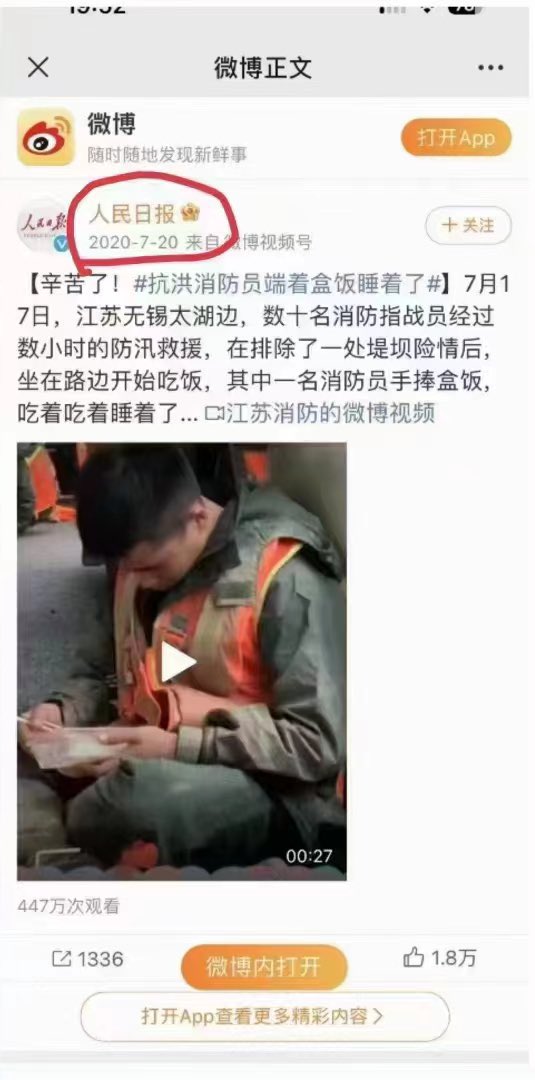 微博正文
微博
随时随地发现新鲜事
打开App
人民日报
人民日报
2020-7-20 来自微博视频号
+关注
【辛苦了！#抗洪消防员端着盒饭睡着了#】7月1
7日，江苏无锡太湖边，数十名消防指战员经过
数小时的防汛救援，在排除了一处堤坝险情后，
坐在路边开始吃饭，其中一名消防员手捧盒饭，
吃着吃着睡着了... 江苏消防的微博视频
00:27
447万次观看
1336
微博内打开
1.8万
打开App查看更多精彩内容